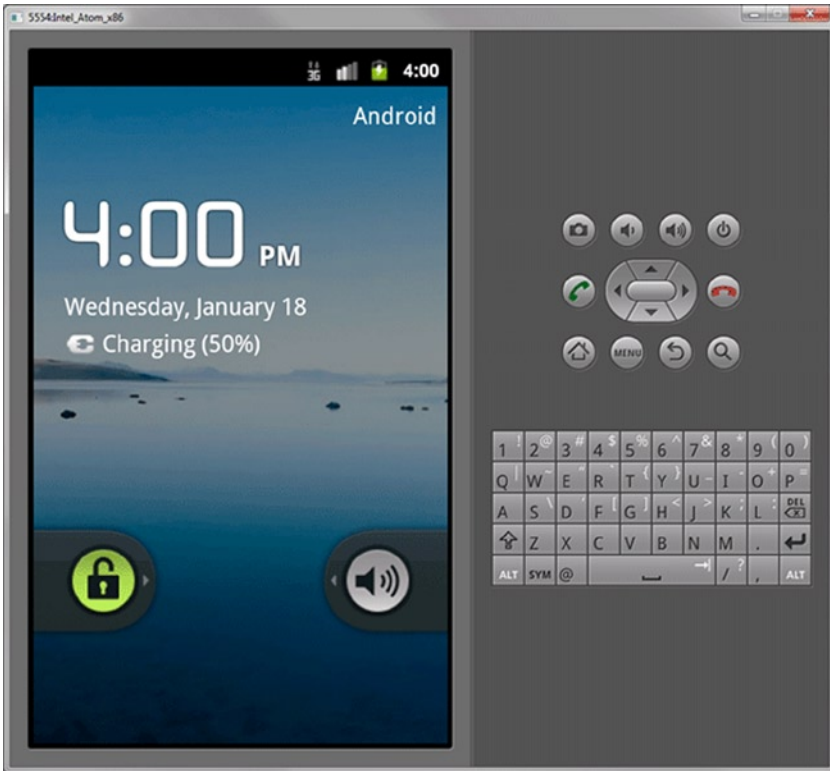 5554:Intel_Atom_x86
3G 4:00
Android
4:00 PM
Wednesday, January 18
Charging (50%)
MENU
1 ! 2 @ 3 # 4 $ 5 % 6 ^ 7 & 8 * 9 ( 0 )
Q | W ~ E " R ` T { Y } U _ I - O + P =
A S \ D ' F [ G ] H < J > K ; L : DEL
Z X C V B N M .
ALT SYM @ / ? , ALT